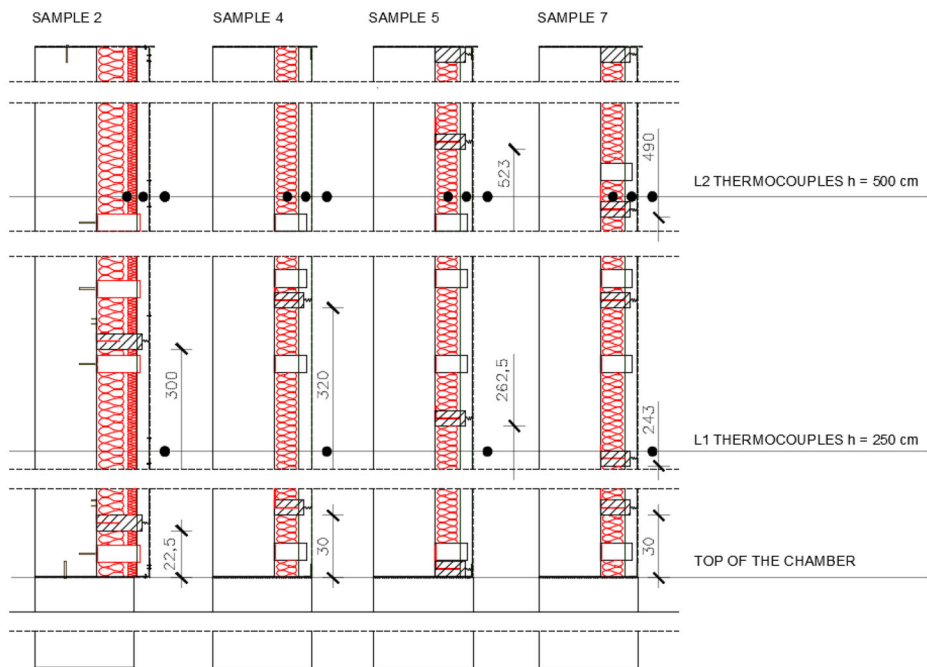 SAMPLE 2 SAMPLE 4 SAMPLE 5 SAMPLE 7
490
523
L2 THERMOCOUPLES h = 500 cm
300
320
262,5
243
L1 THERMOCOUPLES h = 250 cm
22,5
30
30
TOP OF THE CHAMBER